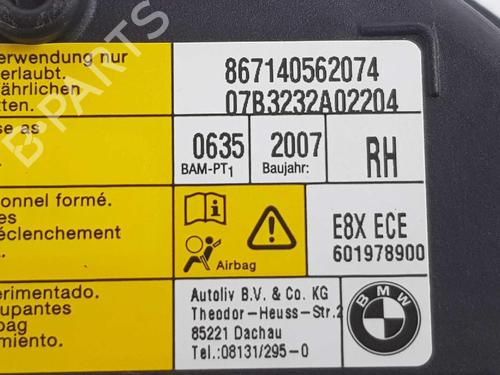 erwendung nur
erlaubt.
fährlichen
tten.
se as
867140562074
07B3232A02204
0635
BAM-PT1
2007
Baujahr:
RH
onnel formé.
es
déclenchement
Airbag
E8X ECE
601978900
erimentado.
upantes
bag
miento.
Autoliv B.V. & Co. KG
Theodor-Heuss-Str.2
85221 Dachau
Tel.:08131/295-0
BMW
B-PARTS